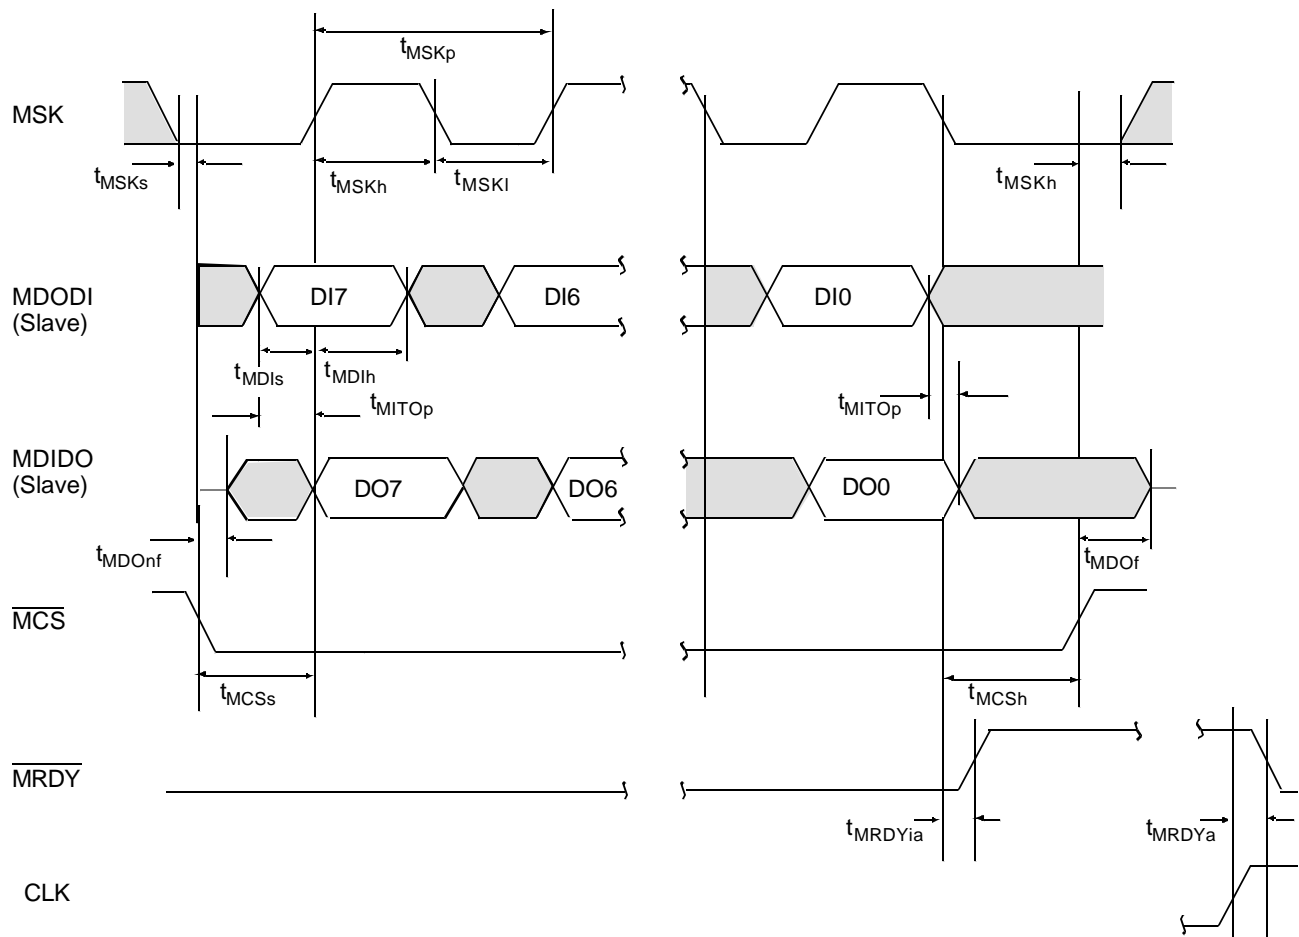 tMSKp
MSK
tMSKs
tMSKh
tMSKl
tMSKh
MDODI
(Slave)
DI7
DI6
DI0
tMDIs
tMDIh
tMITOp
tMITOp
MDIDO
(Slave)
DO7
DO6
DO0
tMDOnf
tMDOf
MCS
tMCSs
tMCSh
MRDY
tMRDYia
tMRDYa
CLK